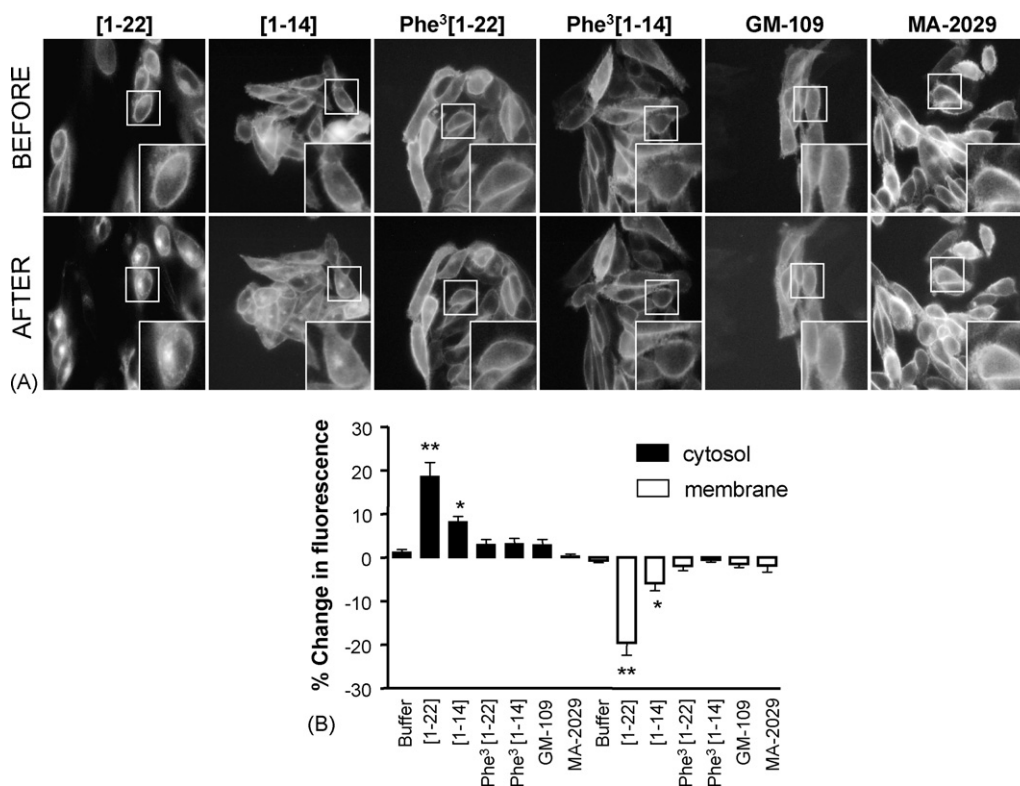 [1-22] [1-14] Phe³[1-22] Phe³[1-14] GM-109 MA-2029
BEFORE
AFTER
(A)
30
20
10
0
-10
-20
-30
% Change in fluorescence
** * ** *
cytosol
membrane
Buffer
[1-22]
[1-14]
Phe³ [1-22]
Phe³ [1-14]
GM-109
MA-2029
Buffer
[1-22]
[1-14]
Phe³ [1-22]
Phe³ [1-14]
GM-109
MA-2029
(B)